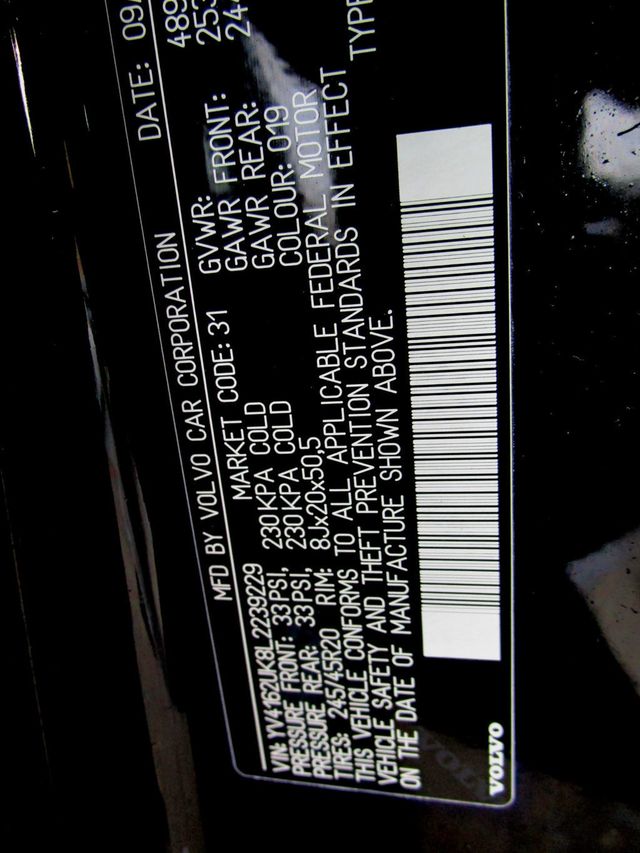 MFD BY VOLVO CAR CORPORATION DATE: 09/
VIN: YV4162UK8L2239229 MARKET CODE: 31 GVWR: 489
PRESSURE FRONT: 33PSI, 230KPA COLD GAWR FRONT: 253
PRESSURE REAR: 33PSI, 230KPA COLD GAWR REAR: 24
TIRES: 245/45R20 RIM: 8Jx20x50,5 COLOUR: 019 TYPE
THIS VEHICLE CONFORMS TO ALL APPLICABLE FEDERAL MOTOR
VEHICLE SAFETY AND THEFT PREVENTION STANDARDS IN EFFECT
ON THE DATE OF MANUFACTURE SHOWN ABOVE.
VOLVO